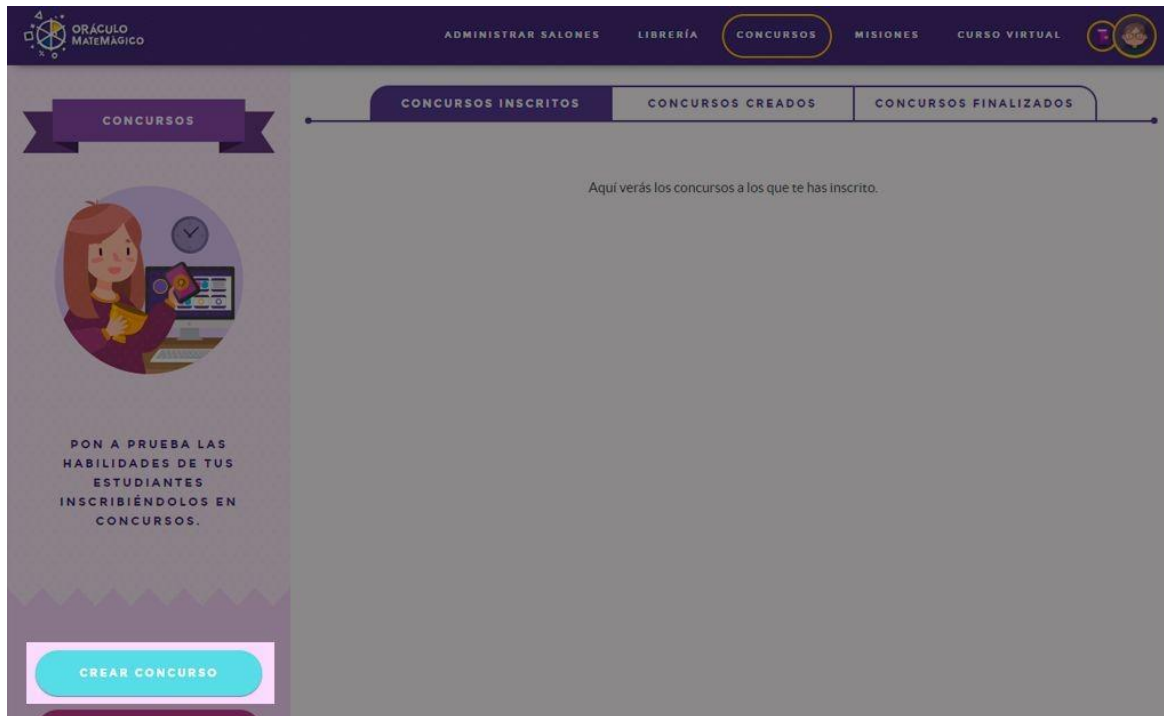 ORÁCULO
MATEMÁGICO
ADMINISTRAR SALONES LIBRERÍA CONCURSOS MISIONES CURSO VIRTUAL
CONCURSOS
CONCURSOS INSCRITOS CONCURSOS CREADOS CONCURSOS FINALIZADOS
Aquí verás los concursos a los que te has inscrito.
PON A PRUEBA LAS
HABILIDADES DE TUS
ESTUDIANTES
INSCRIBIÉNDOLOS EN
CONCURSOS.
CREAR CONCURSO